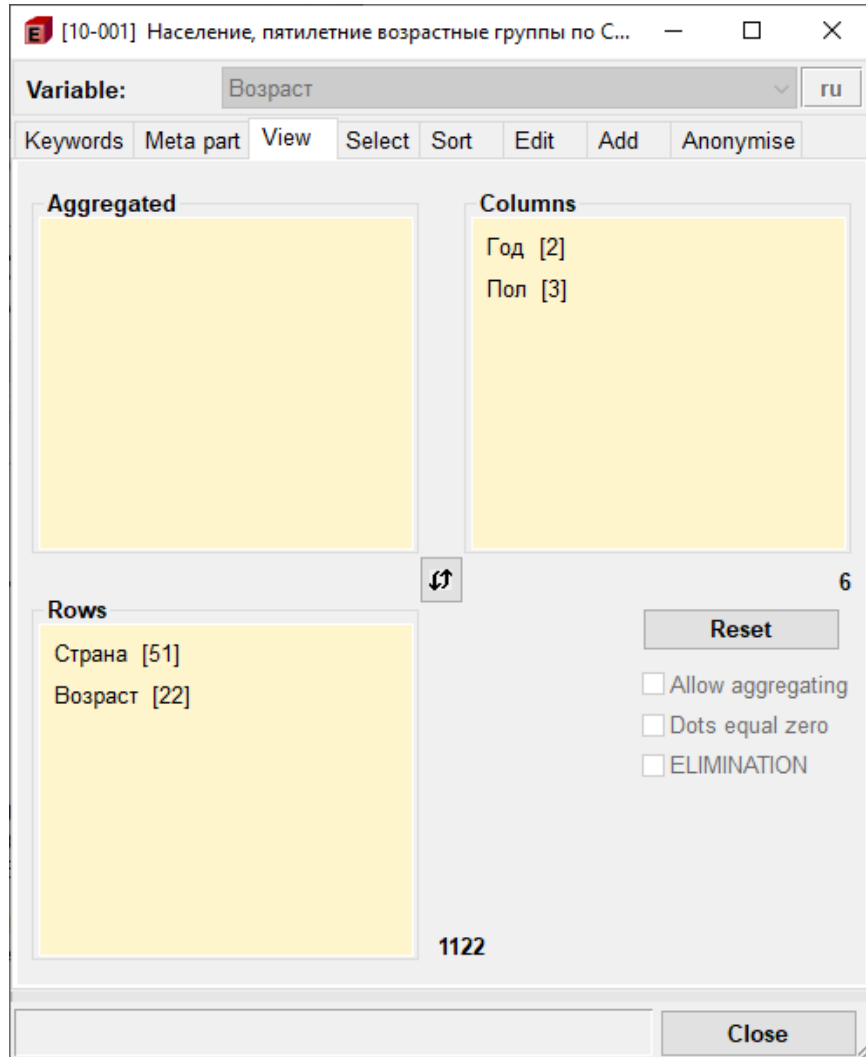 [10-001] Население, пятилетние возрастные группы по С...
Variable: Возраст ru
Keywords Meta part View Select Sort Edit Add Anonymise
Aggregated
Columns
Год [2]
Пол [3]
6
Rows
Страна [51]
Возраст [22]
1122
Reset
Allow aggregating
Dots equal zero
ELIMINATION
Close